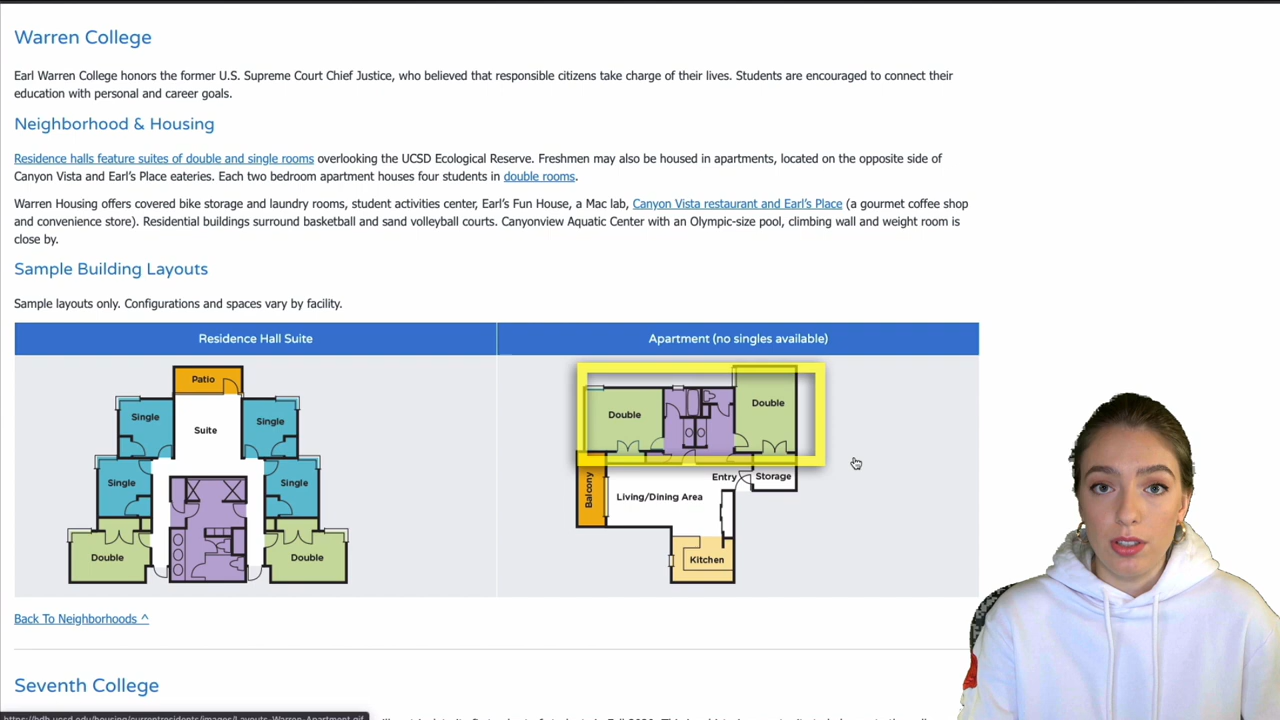 Warren College
Earl Warren College honors the former U.S. Supreme Court Chief Justice, who believed that responsible citizens take charge of their lives. Students are encouraged to connect their
education with personal and career goals.
Neighborhood & Housing
Residence halls feature suites of double and single rooms overlooking the UCSD Ecological Reserve. Freshmen may also be housed in apartments, located on the opposite side of
Canyon Vista and Earl's Place eateries. Each two bedroom apartment houses four students in double rooms.
Warren Housing offers covered bike storage and laundry rooms, student activities center, Earl's Fun House, a Mac lab, Canyon Vista restaurant and Earl's Place (a gourmet coffee shop
and convenience store). Residential buildings surround basketball and sand volleyball courts. Canyonview Aquatic Center with an Olympic-size pool, climbing wall and weight room is
close by.
Sample Building Layouts
Sample layouts only. Configurations and spaces vary by facility.
Residence Hall Suite
Apartment (no singles available)
Patio
Single
Suite
Single
Single
Single
Double
Double
Double
Double
Balcony
Living/Dining Area
Entry
Storage
Kitchen
Back To Neighborhoods ^
Seventh College